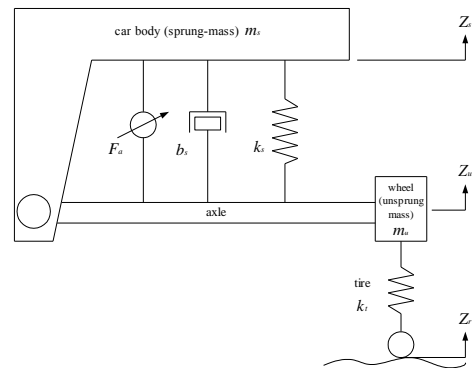 car body (sprung-mass) mₛ
Zₛ
Fₐ
bₛ
kₛ
Zᵤ
wheel
(unsprung
mass)
mᵤ
axle
tire
kₜ
Zᵣ